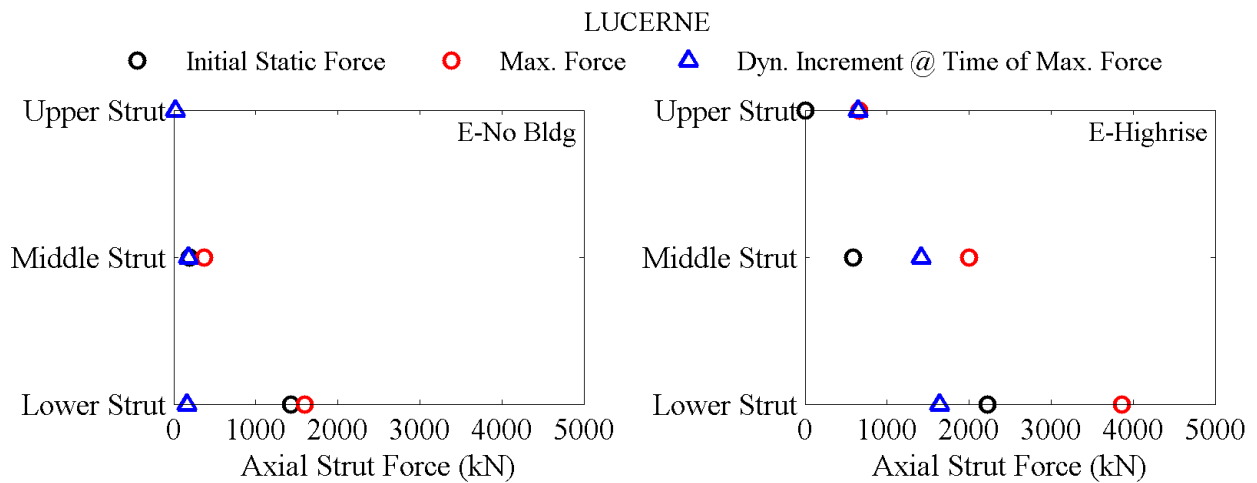 LUCERNE
Initial Static Force Max. Force Dyn. Increment @ Time of Max. Force
Upper Strut
E-No Bldg
Middle Strut
Lower Strut
0 1000 2000 3000 4000 5000
Axial Strut Force (kN)
Upper Strut
E-Highrise
Middle Strut
Lower Strut
0 1000 2000 3000 4000 5000
Axial Strut Force (kN)